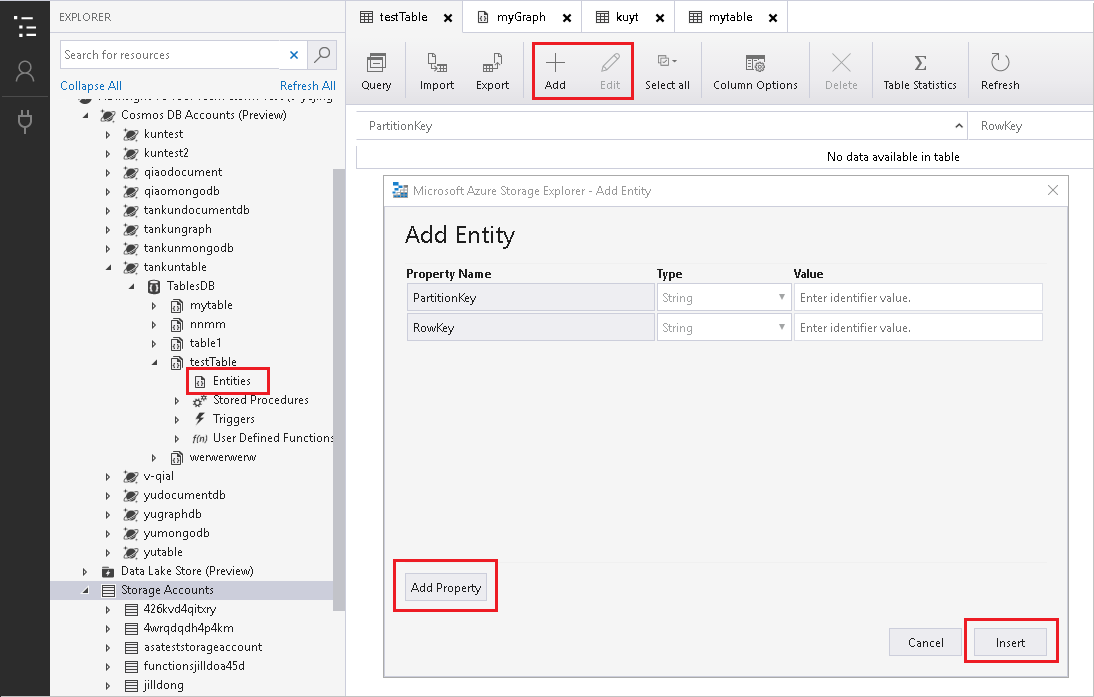 EXPLORER
Search for resources
Collapse All
Refresh All
Cosmos DB Accounts (Preview)
kuntest
kuntest2
qiaodocument
qiaomongodb
tankundocumentdb
tankungraph
tankunmongodb
tankuntable
TablesDB
mytable
nnmm
table1
testTable
Entities
Stored Procedures
Triggers
f(n) User Defined Functions
werwerwerw
v-qial
yudocumentdb
yugraphdb
yumongodb
yutable
Data Lake Store (Preview)
Storage Accounts
426kvd4qitxry
4wrqdqdh4p4km
asateststorageaccount
functionsjilldoa45d
jilldong
testTable
myGraph
kuyt
mytable
Query
Import
Export
Add
Edit
Select all
Column Options
Delete
Table Statistics
Refresh
PartitionKey
RowKey
No data available in table
Microsoft Azure Storage Explorer - Add Entity
Add Entity
Property Name Type Value
PartitionKey String Enter identifier value.
RowKey String Enter identifier value.
Add Property
Cancel
Insert